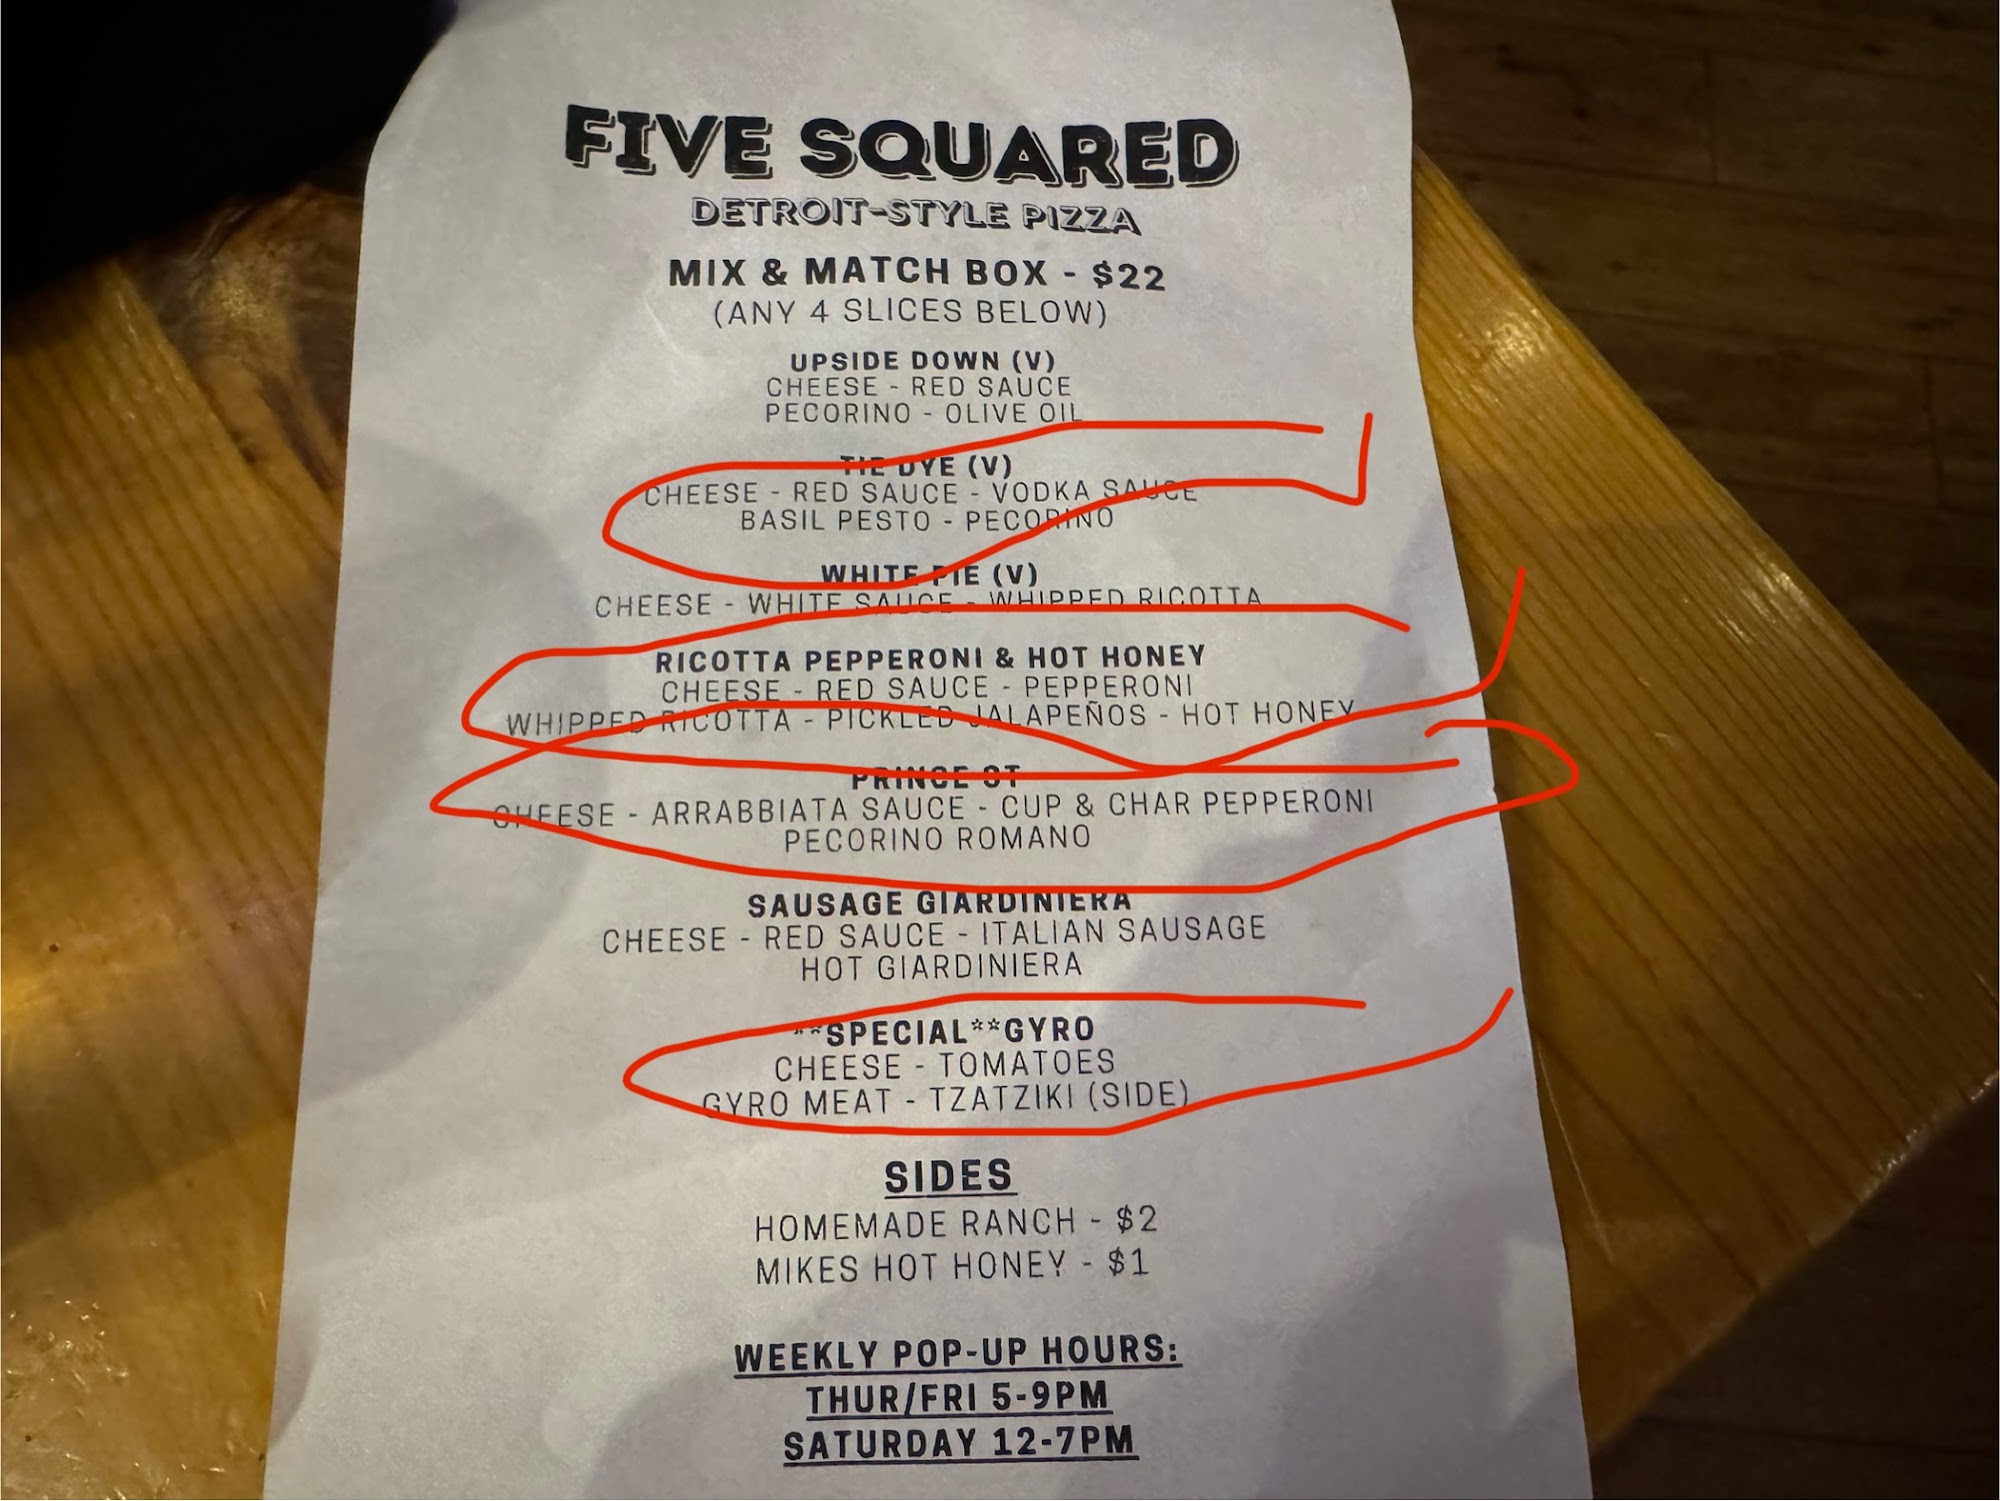 FIVE SQUARED
DETROIT-STYLE PIZZA
MIX & MATCH BOX - $22
(ANY 4 SLICES BELOW)
UPSIDE DOWN (V)
CHEESE - RED SAUCE
PECORINO - OLIVE OIL
TIE DYE (V)
CHEESE - RED SAUCE - VODKA SAUCE
BASIL PESTO - PECORINO
WHITE PIE (V)
CHEESE - WHITE SAUCE - WHIPPED RICOTTA
RICOTTA PEPPERONI & HOT HONEY
CHEESE - RED SAUCE - PEPPERONI
WHIPPED RICOTTA - PICKLED JALAPEÑOS - HOT HONEY
PRINCE ST
CHEESE - ARRABBIATA SAUCE - CUP & CHAR PEPPERONI
PECORINO ROMANO
SAUSAGE GIARDINIERA
CHEESE - RED SAUCE - ITALIAN SAUSAGE
HOT GIARDINIERA
**SPECIAL**GYRO
CHEESE - TOMATOES
GYRO MEAT - TZATZIKI (SIDE)
SIDES
HOMEMADE RANCH - $2
MIKES HOT HONEY - $1
WEEKLY POP-UP HOURS:
THUR/FRI 5-9PM
SATURDAY 12-7PM